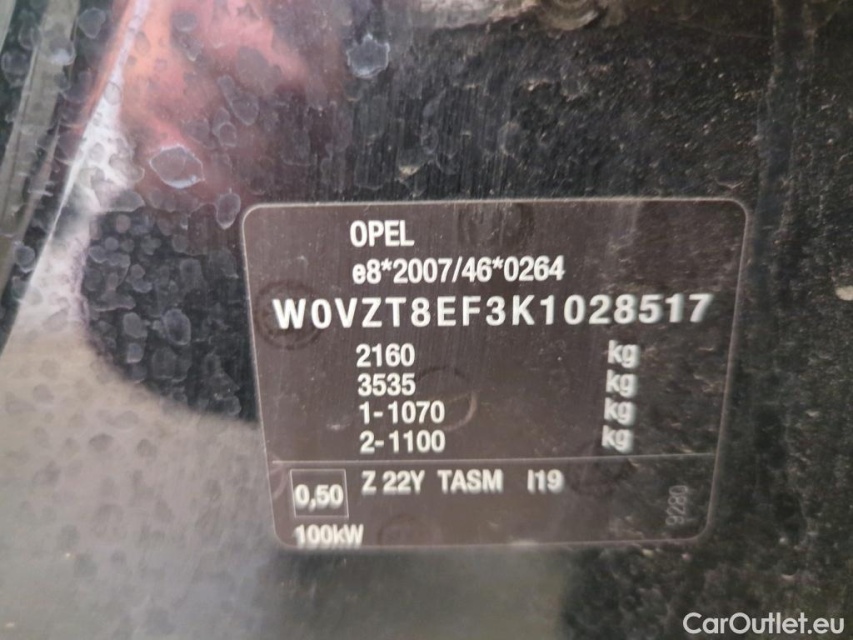 OPEL
e8*2007/46*0264
W0VZT8EF3K1028517
2160 kg
3535 kg
1-1070 kg
2-1100 kg
0,50 Z 22Y TASM I19
100kW
9280
CarOutlet.eu